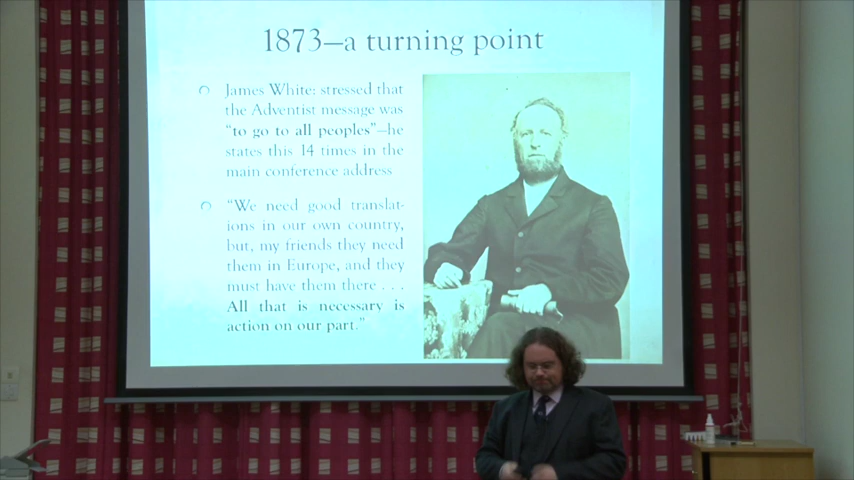 1873—a turning point
James White: stressed that
the Adventist message was
“to go to all peoples”—he
states this 14 times in the
main conference address
“We need good translat-
ions in our own country,
but, my friends they need
them in Europe, and they
must have them there . . .
All that is necessary is
action on our part.”